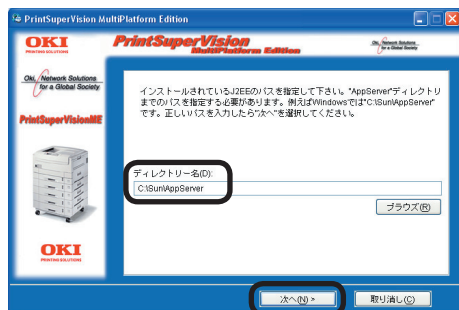 PrintSuperVision MultiPlatform Edition
OKI
PRINTING SOLUTIONS
PrintSuperVision
MultiPlatform Edition
Oki, Network Solutions
for a Global Society
Oki, Network Solutions
for a Global Society
PrintSuperVisionME
OKI
PRINTING SOLUTIONS
インストールされているJ2EEのパスを指定して下さい。"AppServer"ディレクトリ
までのパスを指定する必要があります。例えばWindowsでは"C:\Sun\AppServer"
です。正しいパスを入力したら"次へ"を選択してください。
ディレクトリー名(D):
C:\Sun\AppServer
ブラウズ(R)
次へ(N) >
取り消し(C)